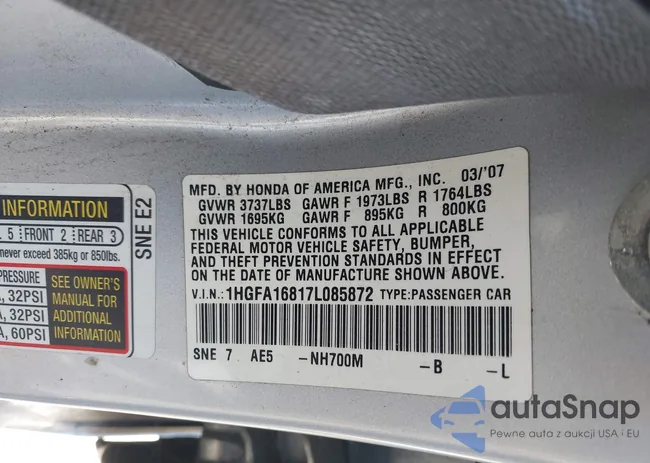 INFORMATION
5 FRONT 2 REAR 3
never exceed 385kg or 850lbs.
PRESSURE
, 32PSI
, 32PSI
, 60PSI
SEE OWNER'S
MANUAL FOR
ADDITIONAL
INFORMATION
SNE E2
MFD. BY HONDA OF AMERICA MFG., INC. 03/'07
GVWR 3737LBS GAWR F 1973LBS R 1764LBS
GVWR 1695KG GAWR F 895KG R 800KG
THIS VEHICLE CONFORMS TO ALL APPLICABLE
FEDERAL MOTOR VEHICLE SAFETY, BUMPER,
AND THEFT PREVENTION STANDARDS IN EFFECT
ON THE DATE OF MANUFACTURE SHOWN ABOVE.
V.I.N.: 1HGFA16817L085872 TYPE:PASSENGER CAR
SNE 7 AE5 -NH700M -B -L
autaSnap
Pewne auta z aukcji USA i EU